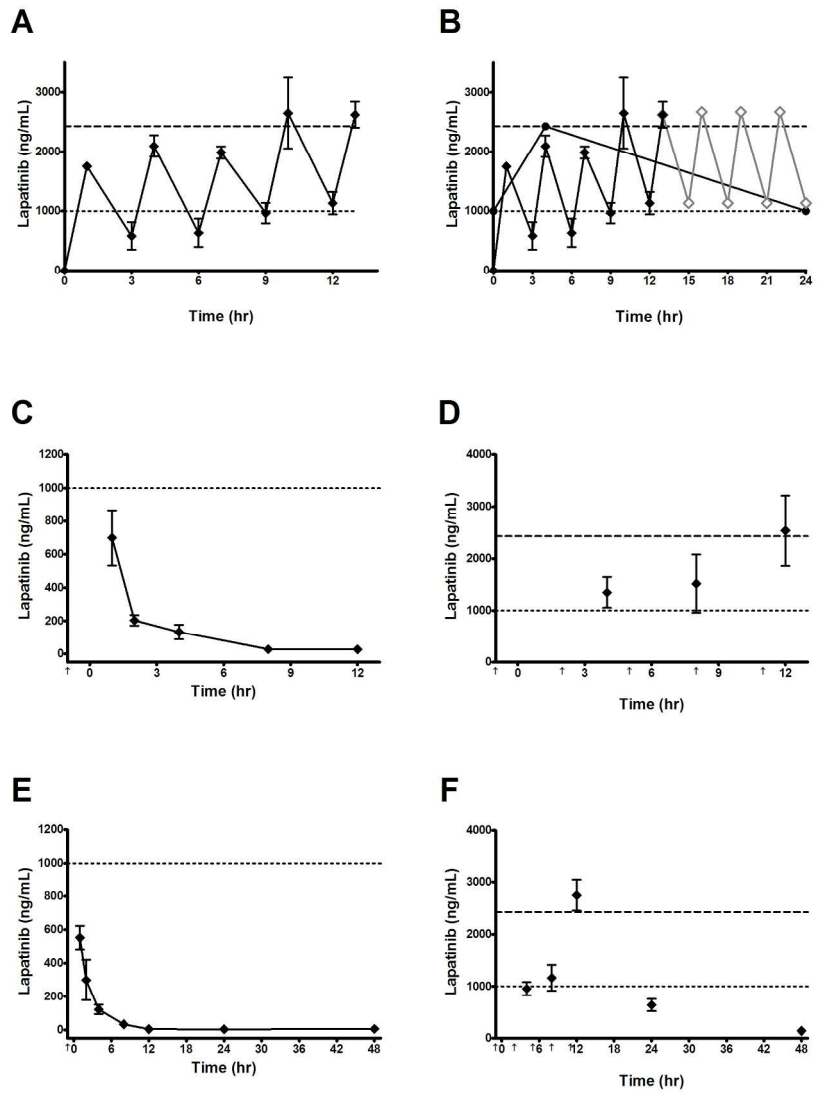 A
Lapatinib (ng/mL)
3000
2000
1000
0
0 3 6 9 12
Time (hr)
B
Lapatinib (ng/mL)
3000
2000
1000
0
0 3 6 9 12 15 18 21 24
Time (hr)
C
Lapatinib (ng/mL)
1200
1000
800
600
400
200
0
↑ 0 3 6 9 12
Time (hr)
D
Lapatinib (ng/mL)
4000
3000
2000
1000
0
↑ 0 ↑ 3 ↑ 6 ↑ 9 ↑ 12
Time (hr)
E
Lapatinib (ng/mL)
1200
1000
800
600
400
200
0
↑0 6 12 18 24 30 36 42 48
Time (hr)
F
Lapatinib (ng/mL)
4000
3000
2000
1000
0
↑0 ↑ ↑6 ↑ ↑12 18 24 30 36 42 48
Time (hr)